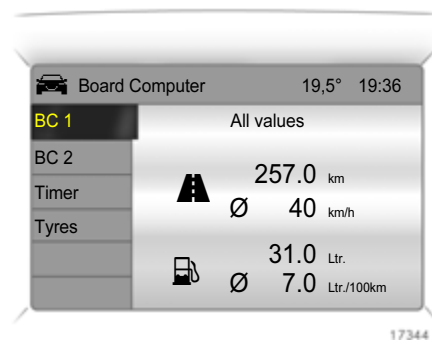 Board Computer 19,5° 19:36
BC 1
All values
BC 2
Timer
Tyres
257.0 km
Ø 40 km/h
31.0 Ltr.
Ø 7.0 Ltr./100km
17344